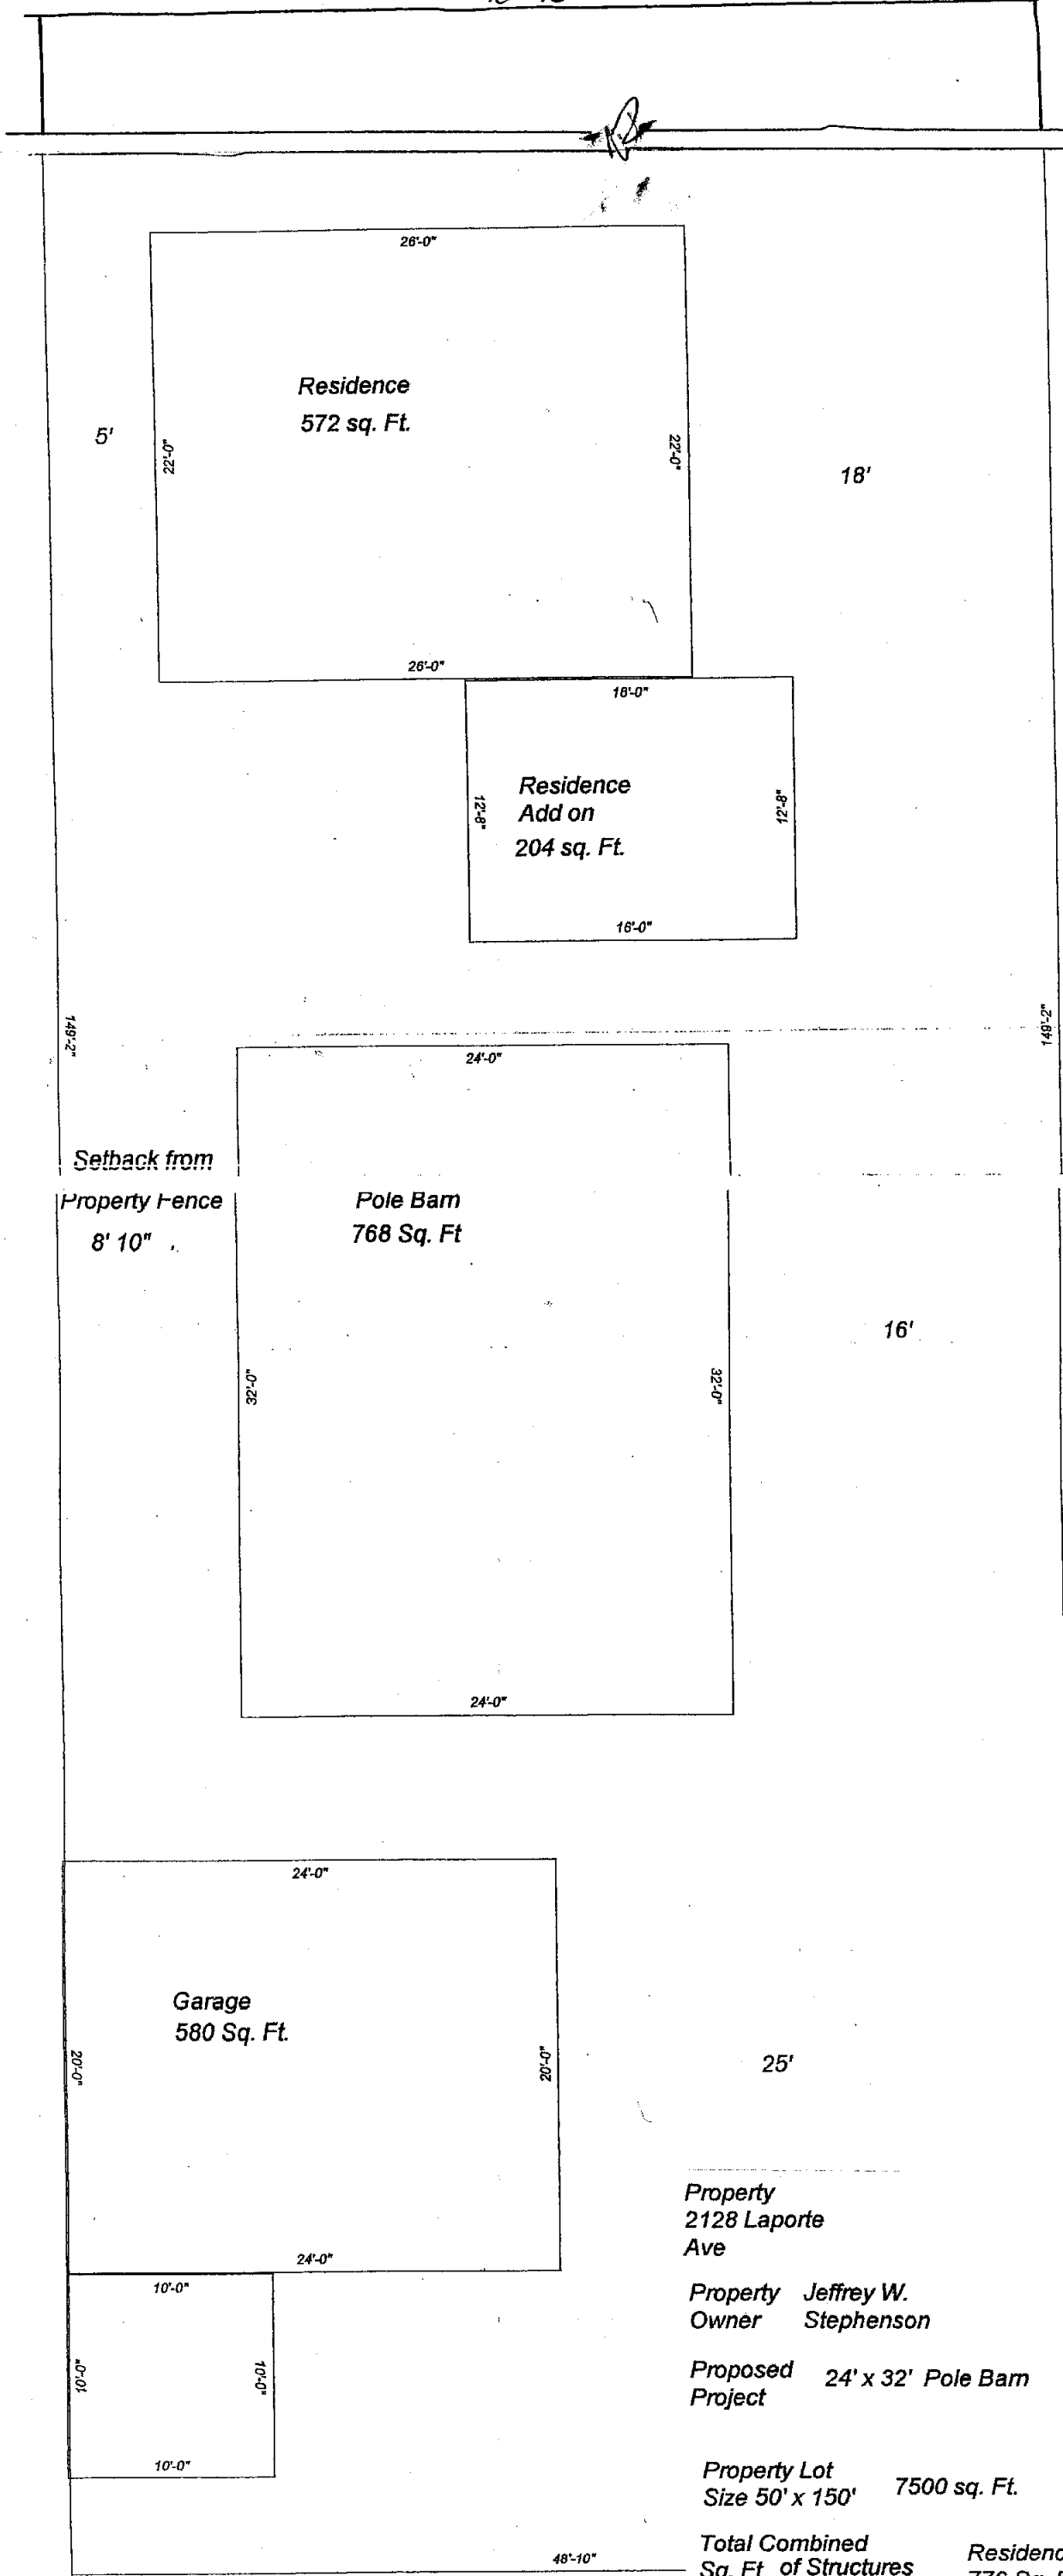 26'-0"
Residence
572 sq. Ft.
5'
22'-0"
22'-0"
18'
26'-0"
16'-0"
Residence
Add on
204 sq. Ft.
12'-8"
12'-8"
16'-0"
149'-2"
149'-2"
24'-0"
Setback from
Property Fence
8' 10"
Pole Barn
768 Sq. Ft
16'
32'-0"
32'-0"
24'-0"
24'-0"
Garage
580 Sq. Ft.
20'-0"
20'-0"
25'
24'-0"
10'-0"
10'-0"
10'-0"
10'-0"
48'-10"
Property
2128 Laporte
Ave
Property Jeffrey W.
Owner Stephenson
Proposed 24' x 32' Pole Barn
Project
Property Lot
Size 50' x 150' 7500 sq. Ft.
Total Combined
Sq. Ft of Structures